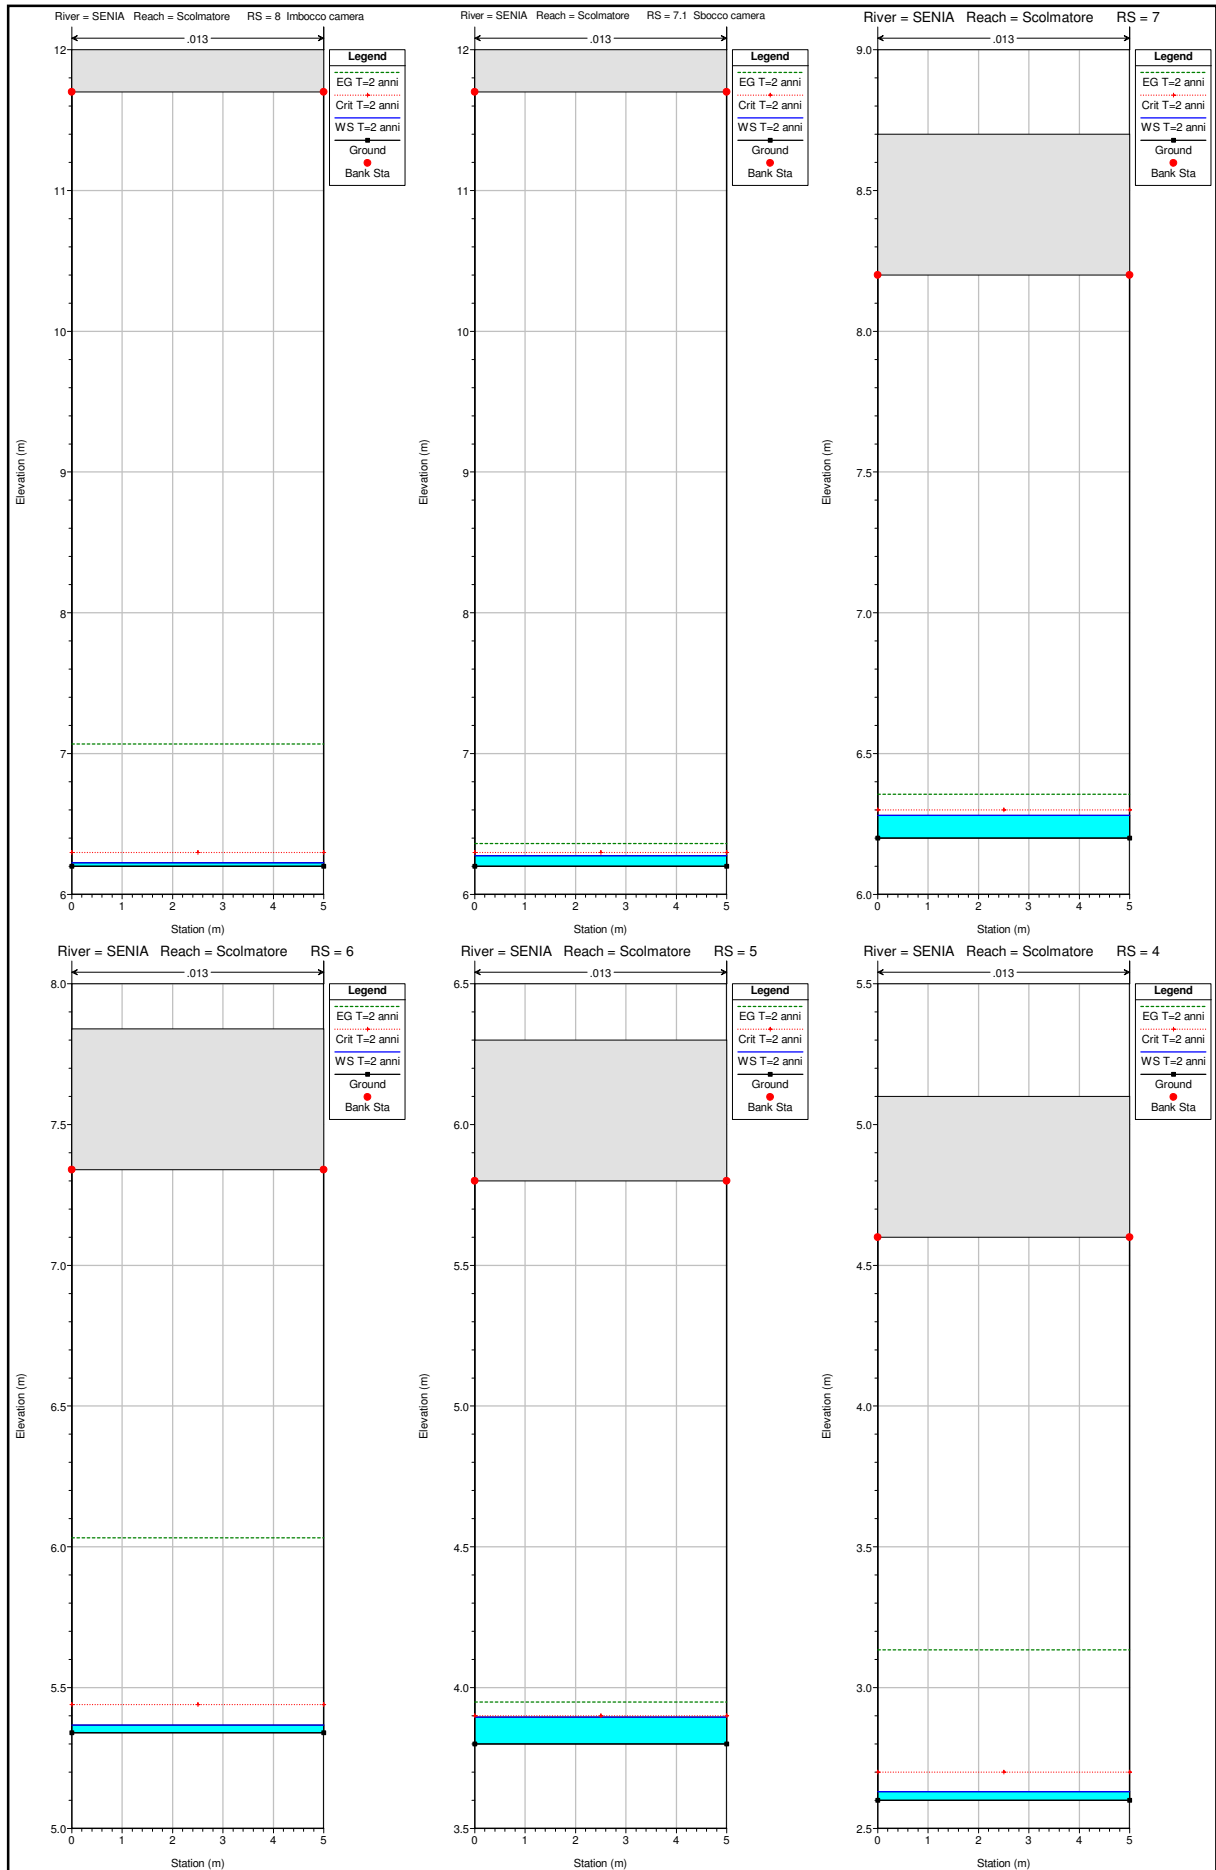 River = SENIA   Reach = Scolmatore      RS = 8  Imbocco camera
.013
Legend
EG T=2 anni
Crit T=2 anni
WS T=2 anni
Ground
Bank Sta
12
11
10
9
8
7
6
0 1 2 3 4 5
Station (m)
Elevation (m)
River = SENIA   Reach = Scolmatore      RS = 7.1  Sbocco camera
.013
Legend
EG T=2 anni
Crit T=2 anni
WS T=2 anni
Ground
Bank Sta
12
11
10
9
8
7
6
0 1 2 3 4 5
Station (m)
Elevation (m)
River = SENIA   Reach = Scolmatore      RS = 7
.013
Legend
EG T=2 anni
Crit T=2 anni
WS T=2 anni
Ground
Bank Sta
9.0
8.5
8.0
7.5
7.0
6.5
6.0
0 1 2 3 4 5
Station (m)
Elevation (m)
River = SENIA   Reach = Scolmatore      RS = 6
.013
Legend
EG T=2 anni
Crit T=2 anni
WS T=2 anni
Ground
Bank Sta
8.0
7.5
7.0
6.5
6.0
5.5
5.0
0 1 2 3 4 5
Station (m)
Elevation (m)
River = SENIA   Reach = Scolmatore      RS = 5
.013
Legend
EG T=2 anni
Crit T=2 anni
WS T=2 anni
Ground
Bank Sta
6.5
6.0
5.5
5.0
4.5
4.0
3.5
0 1 2 3 4 5
Station (m)
Elevation (m)
River = SENIA   Reach = Scolmatore      RS = 4
.013
Legend
EG T=2 anni
Crit T=2 anni
WS T=2 anni
Ground
Bank Sta
5.5
5.0
4.5
4.0
3.5
3.0
2.5
0 1 2 3 4 5
Station (m)
Elevation (m)